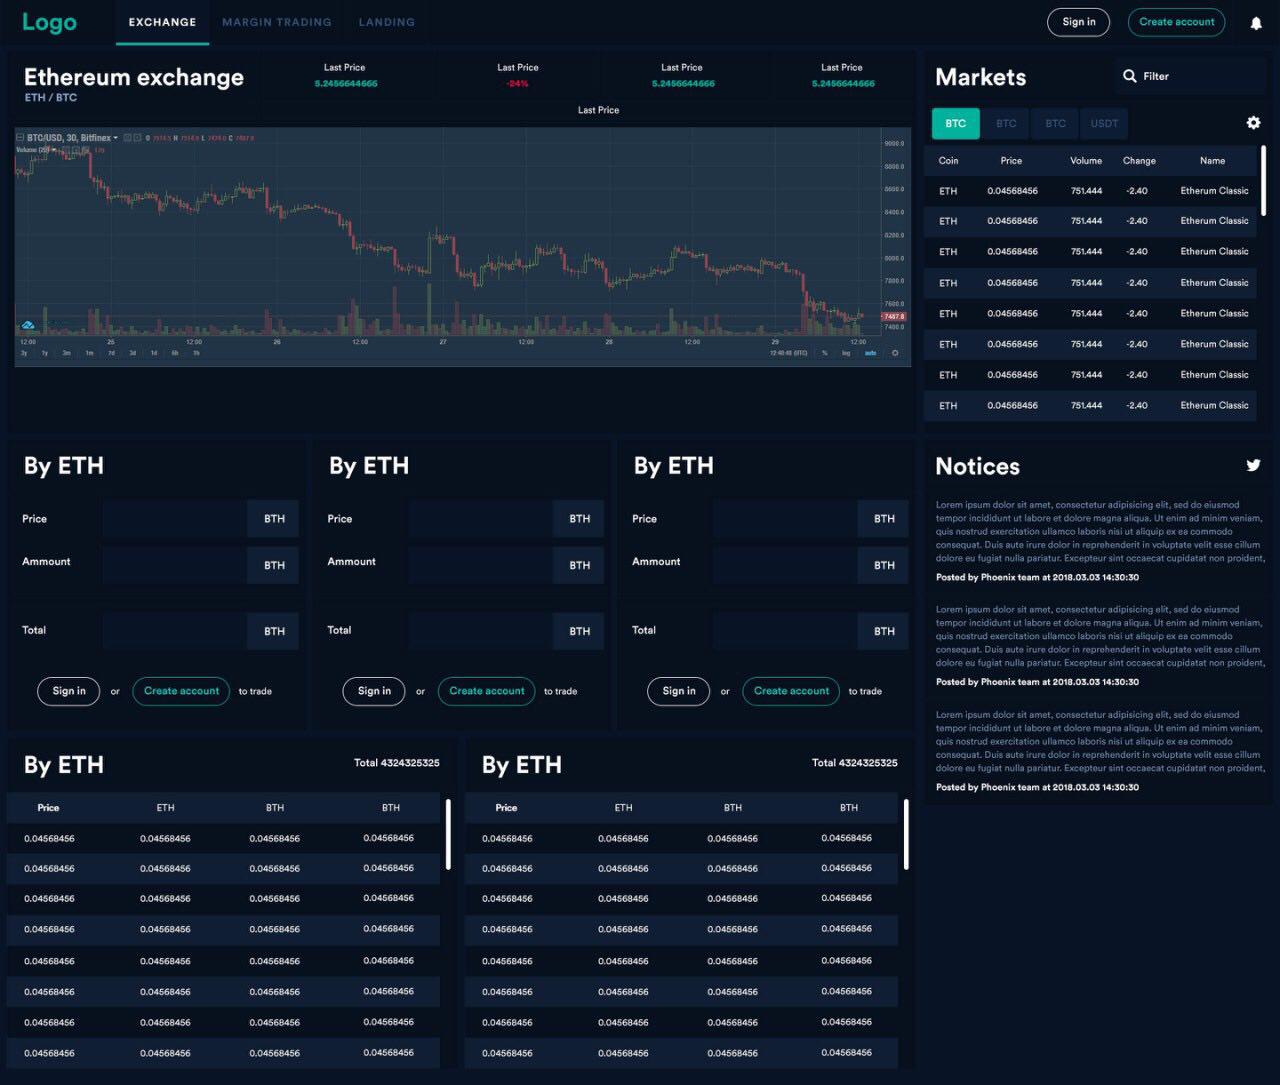 Logo
EXCHANGE
MARGIN TRADING
LANDING
Sign in
Create account
Ethereum exchange
ETH / BTC
Last Price
5.2456644666
Last Price
-24%
Last Price
5.2456644666
Last Price
5.2456644666
Last Price
BTC/USD, 30, Bitfinex
Volume (20)
9000.0
8800.0
8600.0
8400.0
8200.0
8000.0
7800.0
7600.0
7487.8
7400.0
12:00 25 12:00 26 12:00 27 12:00 28 12:00 29 12:00
3y 1y 3m 1m 7d 3d 1d 6h 1h
12:40:48 (UTC) % log auto
Markets
Filter
BTC BTC BTC USDT
Coin Price Volume Change Name
ETH 0.04568456 751.444 -2.40 Etherum Classic
ETH 0.04568456 751.444 -2.40 Etherum Classic
ETH 0.04568456 751.444 -2.40 Etherum Classic
ETH 0.04568456 751.444 -2.40 Etherum Classic
ETH 0.04568456 751.444 -2.40 Etherum Classic
ETH 0.04568456 751.444 -2.40 Etherum Classic
ETH 0.04568456 751.444 -2.40 Etherum Classic
ETH 0.04568456 751.444 -2.40 Etherum Classic
By ETH
Price BTH
Ammount BTH
Total BTH
Sign in or Create account to trade
By ETH
Price BTH
Ammount BTH
Total BTH
Sign in or Create account to trade
By ETH
Price BTH
Ammount BTH
Total BTH
Sign in or Create account to trade
Notices
Lorem ipsum dolor sit amet, consectetur adipisicing elit, sed do eiusmod
tempor incididunt ut labore et dolore magna aliqua. Ut enim ad minim veniam,
quis nostrud exercitation ullamco laboris nisi ut aliquip ex ea commodo
consequat. Duis aute irure dolor in reprehenderit in voluptate velit esse cillum
dolore eu fugiat nulla pariatur. Excepteur sint occaecat cupidatat non proident,
Posted by Phoenix team at 2018.03.03 14:30:30
Lorem ipsum dolor sit amet, consectetur adipisicing elit, sed do eiusmod
tempor incididunt ut labore et dolore magna aliqua. Ut enim ad minim veniam,
quis nostrud exercitation ullamco laboris nisi ut aliquip ex ea commodo
consequat. Duis aute irure dolor in reprehenderit in voluptate velit esse cillum
dolore eu fugiat nulla pariatur. Excepteur sint occaecat cupidatat non proident,
Posted by Phoenix team at 2018.03.03 14:30:30
Lorem ipsum dolor sit amet, consectetur adipisicing elit, sed do eiusmod
tempor incididunt ut labore et dolore magna aliqua. Ut enim ad minim veniam,
quis nostrud exercitation ullamco laboris nisi ut aliquip ex ea commodo
consequat. Duis aute irure dolor in reprehenderit in voluptate velit esse cillum
dolore eu fugiat nulla pariatur. Excepteur sint occaecat cupidatat non proident,
Posted by Phoenix team at 2018.03.03 14:30:30
By ETH
Total 4324325325
Price ETH BTH BTH
0.04568456 0.04568456 0.04568456 0.04568456
0.04568456 0.04568456 0.04568456 0.04568456
0.04568456 0.04568456 0.04568456 0.04568456
0.04568456 0.04568456 0.04568456 0.04568456
0.04568456 0.04568456 0.04568456 0.04568456
0.04568456 0.04568456 0.04568456 0.04568456
0.04568456 0.04568456 0.04568456 0.04568456
0.04568456 0.04568456 0.04568456 0.04568456
By ETH
Total 4324325325
Price ETH BTH BTH
0.04568456 0.04568456 0.04568456 0.04568456
0.04568456 0.04568456 0.04568456 0.04568456
0.04568456 0.04568456 0.04568456 0.04568456
0.04568456 0.04568456 0.04568456 0.04568456
0.04568456 0.04568456 0.04568456 0.04568456
0.04568456 0.04568456 0.04568456 0.04568456
0.04568456 0.04568456 0.04568456 0.04568456
0.04568456 0.04568456 0.04568456 0.04568456